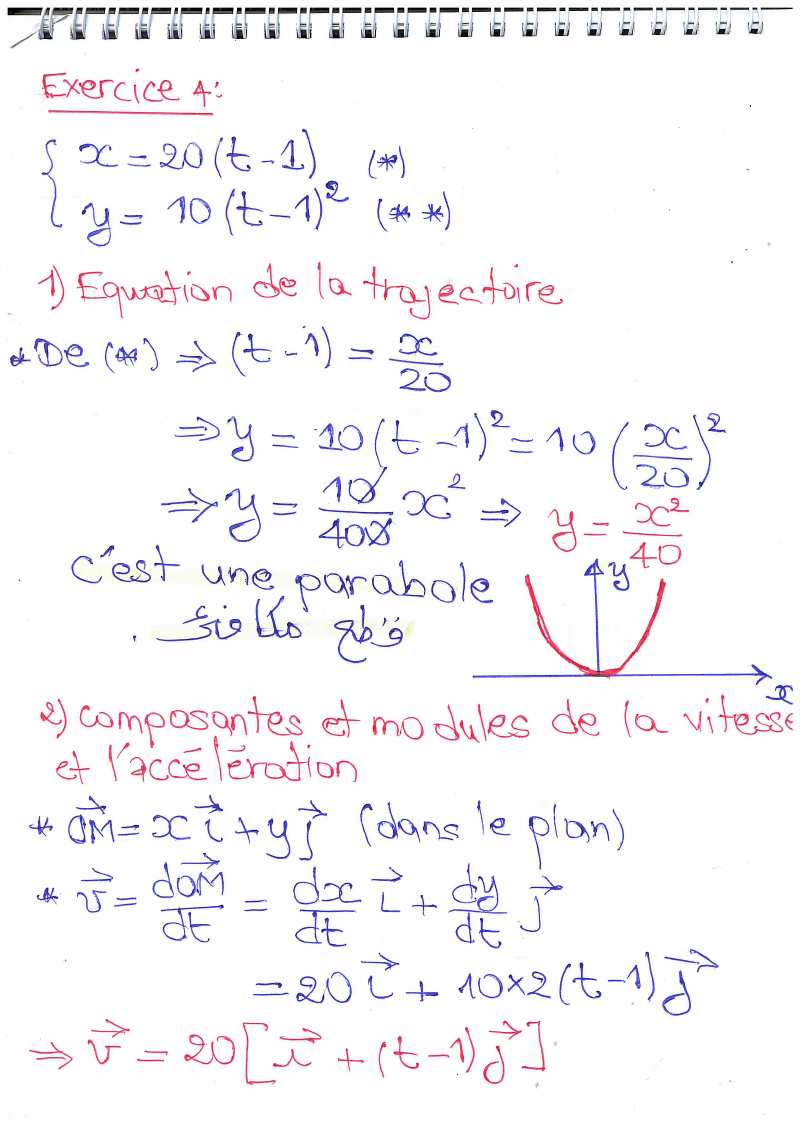 Exercice 4:
x = 20(t-1) (*)
y = 10(t-1)² (**)
1) Equation de la trajectoire
* De (*) ⇒ (t-1) = x/20
⇒ y = 10(t-1)² = 10(x/20)²
⇒ y = 10/400 x² ⇒ y = x²/40
c'est une parabole
قطع مكافئ.
y
x
2) composantes et modules de la vitesse
et l'accélération
* OM→ = x i→ + y j→ (dans le plan)
* v→ = dOM→/dt = dx/dt i→ + dy/dt j→
= 20 i→ + 10×2(t-1) j→
⇒ v→ = 20[i→ + (t-1) j→]